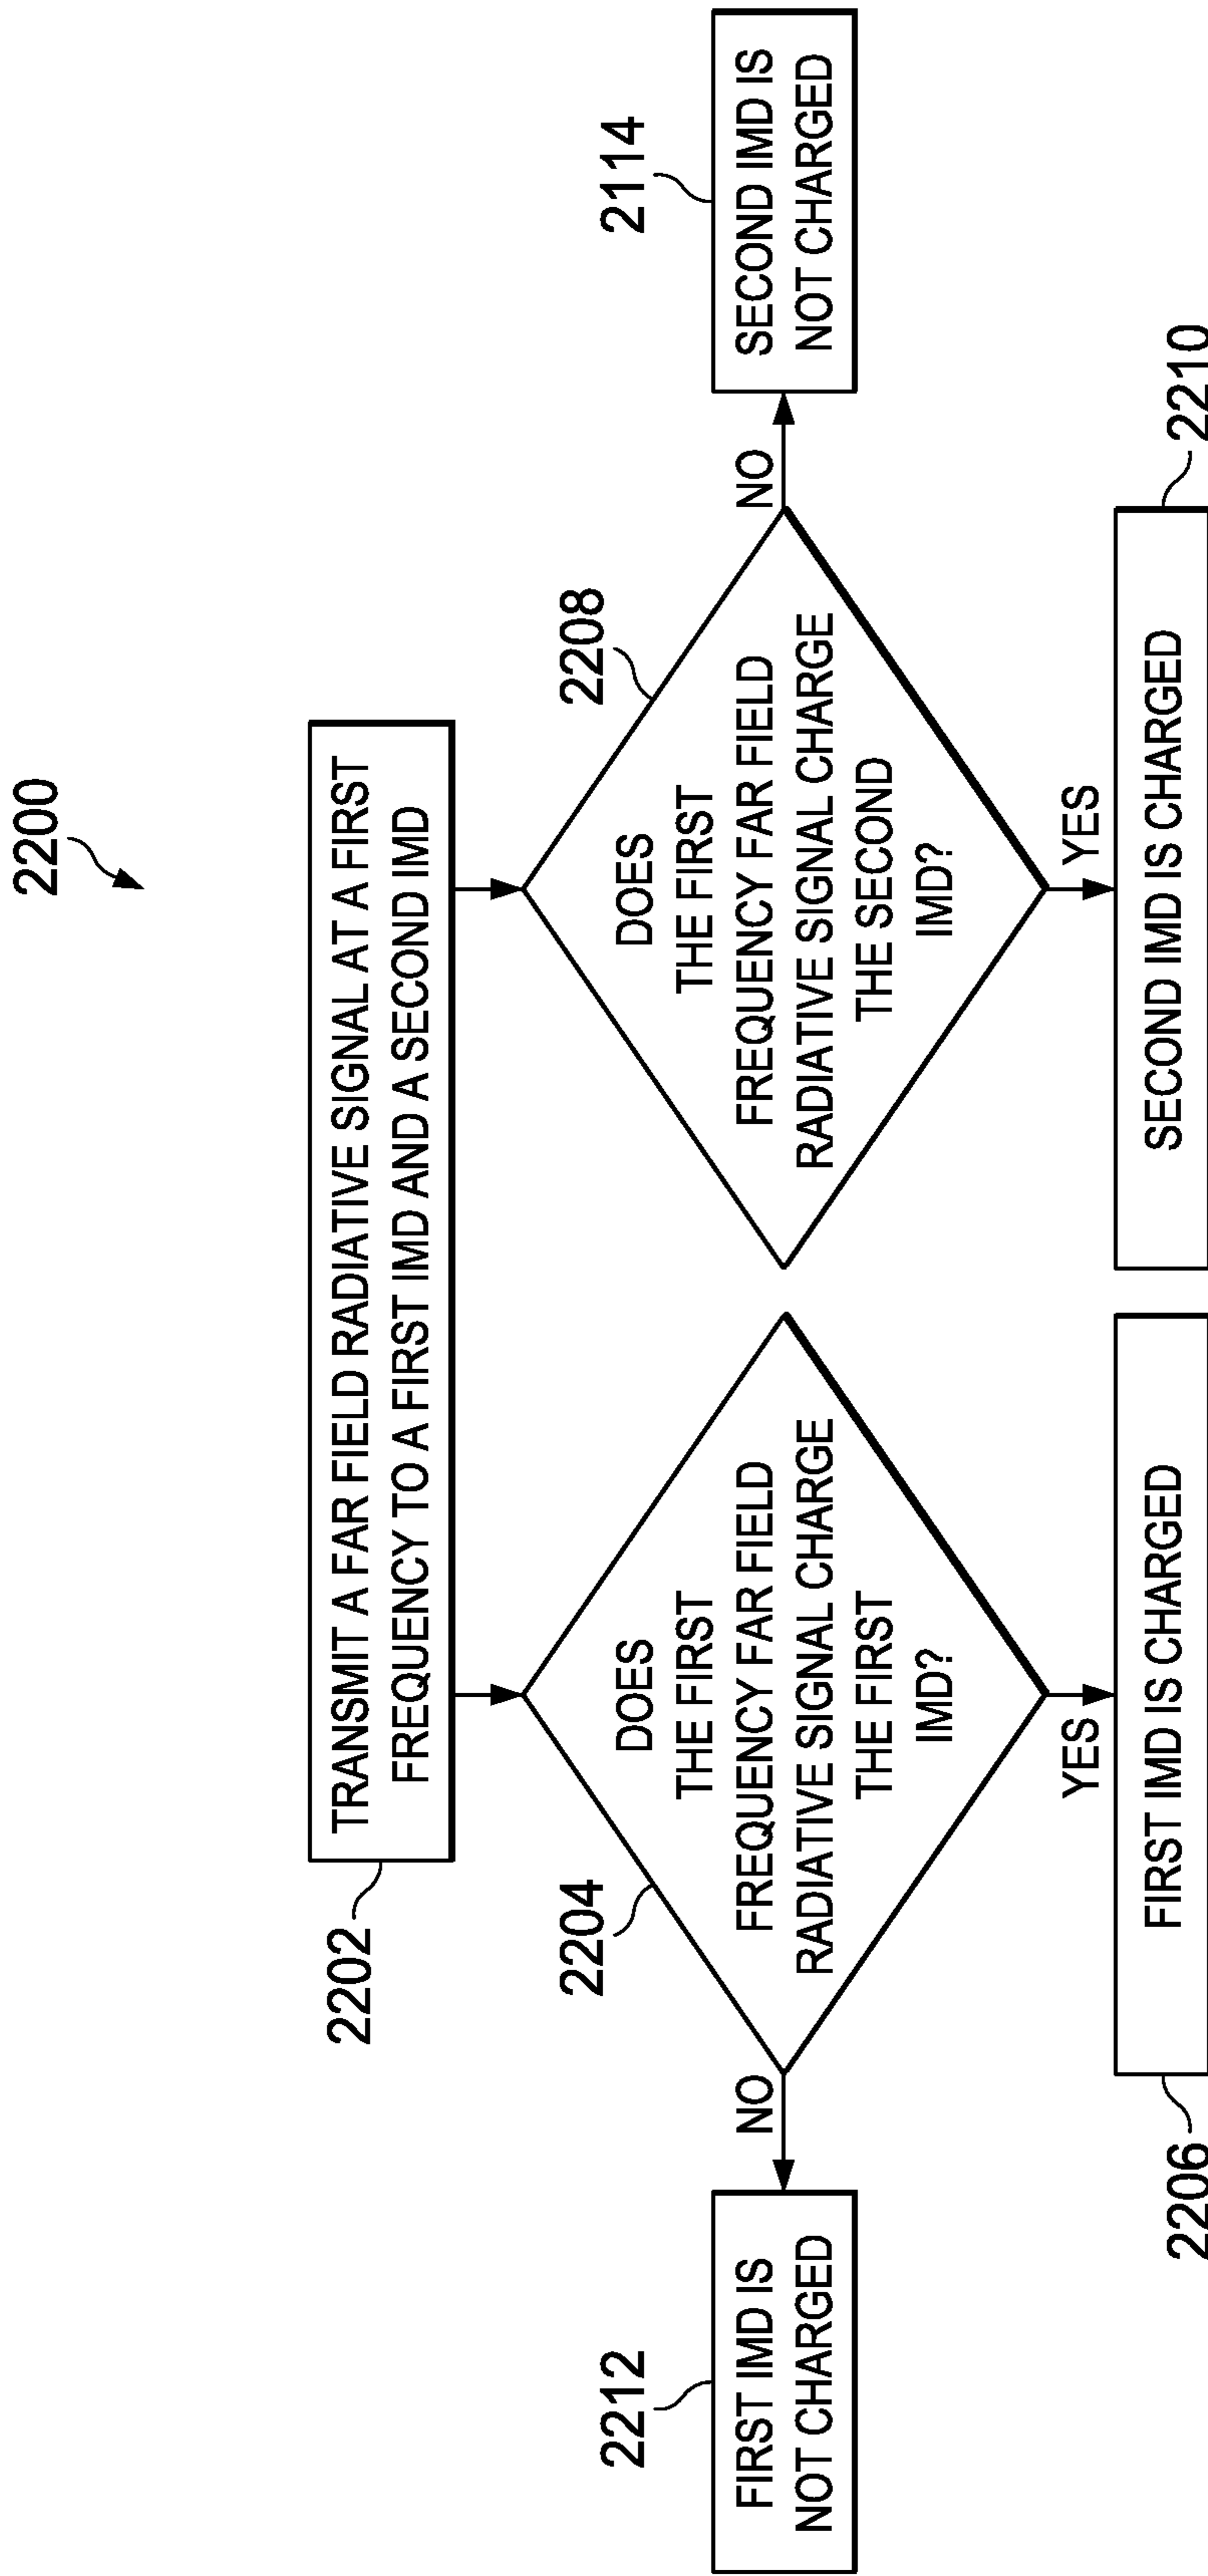 2200
2202
TRANSMIT A FAR FIELD RADIATIVE SIGNAL AT A FIRST
FREQUENCY TO A FIRST IMD AND A SECOND IMD
2204
DOES
THE FIRST
FREQUENCY FAR FIELD
RADIATIVE SIGNAL CHARGE
THE FIRST
IMD?
NO
YES
2208
DOES
THE FIRST
FREQUENCY FAR FIELD
RADIATIVE SIGNAL CHARGE
THE SECOND
IMD?
NO
YES
2212
FIRST IMD IS
NOT CHARGED
2114
SECOND IMD IS
NOT CHARGED
2206
FIRST IMD IS CHARGED
SECOND IMD IS CHARGED
2210